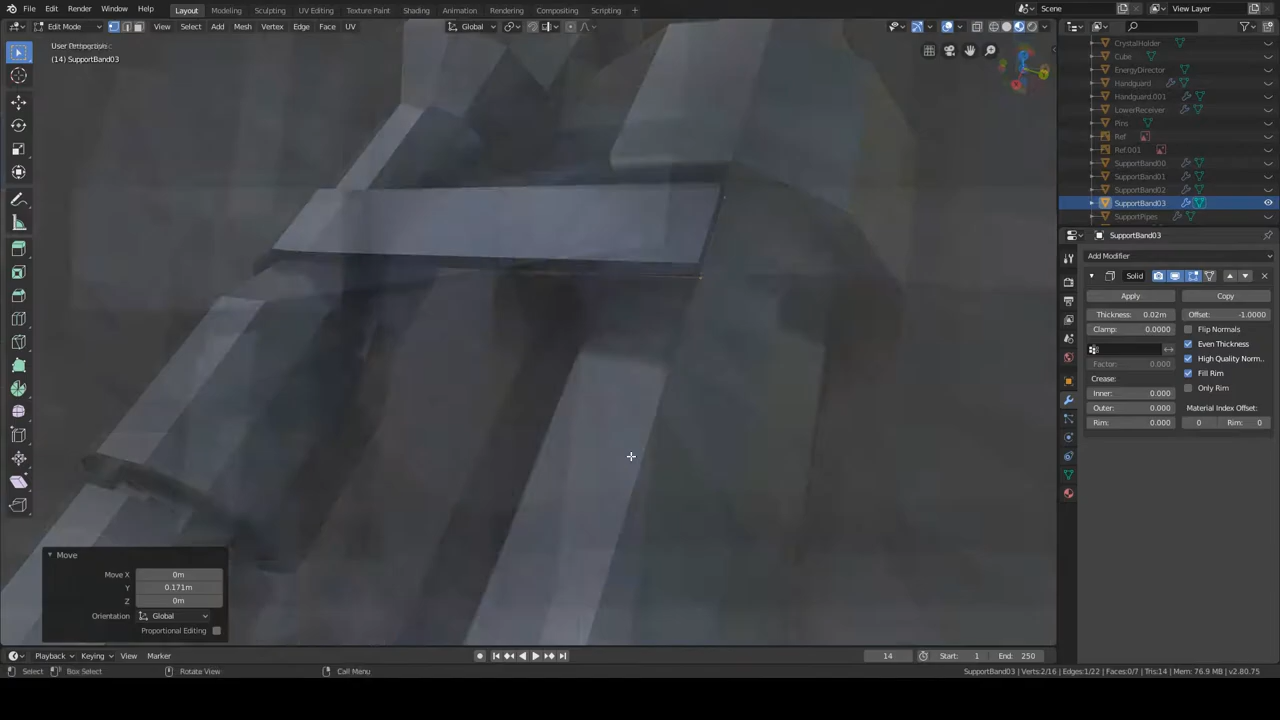 File Edit Render Window Help Layout Modeling Sculpting UV Editing Texture Paint Shading Animation Rendering Compositing Scripting Scene View Layer
Edit Mode View Select Add Mesh Vertex Edge Face UV Global
(14) SupportBand03
CrystalHolder
Cube
EnergyDirector
Handguard
Handguard.001
LowerReceiver
Pins
Ref
Ref.001
SupportBand00
SupportBand01
SupportBand02
SupportBand03
SupportPipes
SupportBand03
Add Modifier
Solid
Apply Copy
Thickness: 0.02m Offset: -1.0000
Clamp: 0.0000 Flip Normals
Even Thickness
Factor: 0.000 High Quality Norm..
Crease: Fill Rim
Inner: 0.000 Only Rim
Outer: 0.000 Material Index Offset:
Rim: 0.000 0 Rim: 0
Move
Move X 0m
Y 0.171m
Z 0m
Orientation Global
Proportional Editing
Playback Keying View Marker 14 Start: 1 End: 250
Select Box Select Rotate View Call Menu SupportBand03 | Verts:2/16 | Edges:1/22 | Faces:0/7 | Tris:14 | Mem: 76.9 MB | v2.80.75